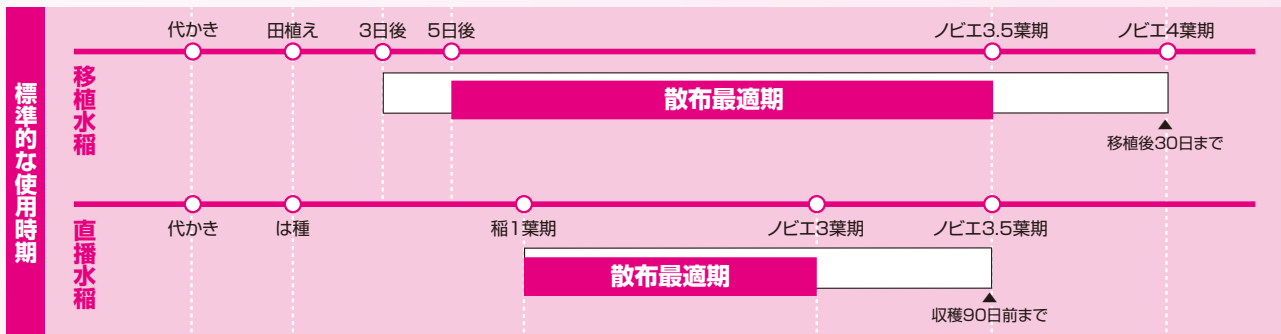 標準的な使用時期
移植水稲
代かき 田植え 3日後 5日後 ノビエ3.5葉期 ノビエ4葉期
散布最適期
▲
移植後30日まで
直播水稲
代かき は種 稲1葉期 ノビエ3葉期 ノビエ3.5葉期
散布最適期
▲
収穫90日前まで